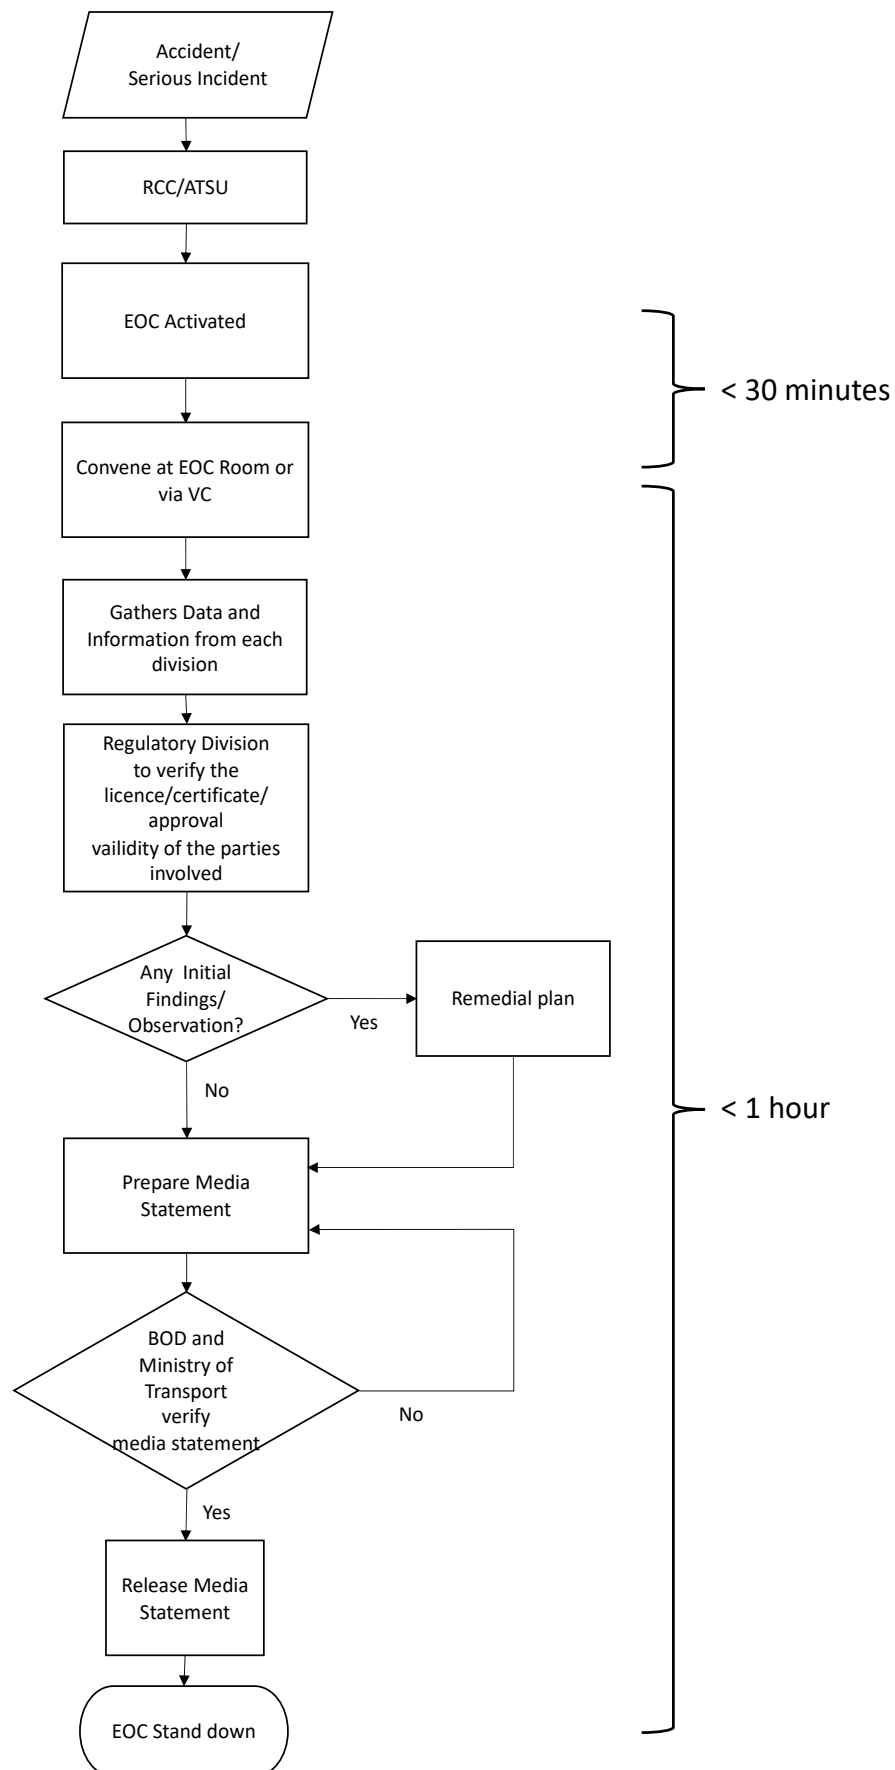 Accident/
Serious Incident
RCC/ATSU
EOC Activated
< 30 minutes
Convene at EOC Room or
via VC
Gathers Data and
Information from each
division
Regulatory Division
to verify the
licence/certificate/
approval
vailidity of the parties
involved
Any Initial
Findings/
Observation?
Yes
Remedial plan
No
< 1 hour
Prepare Media
Statement
BOD and
Ministry of
Transport
verify
media statement
No
Yes
Release Media
Statement
EOC Stand down